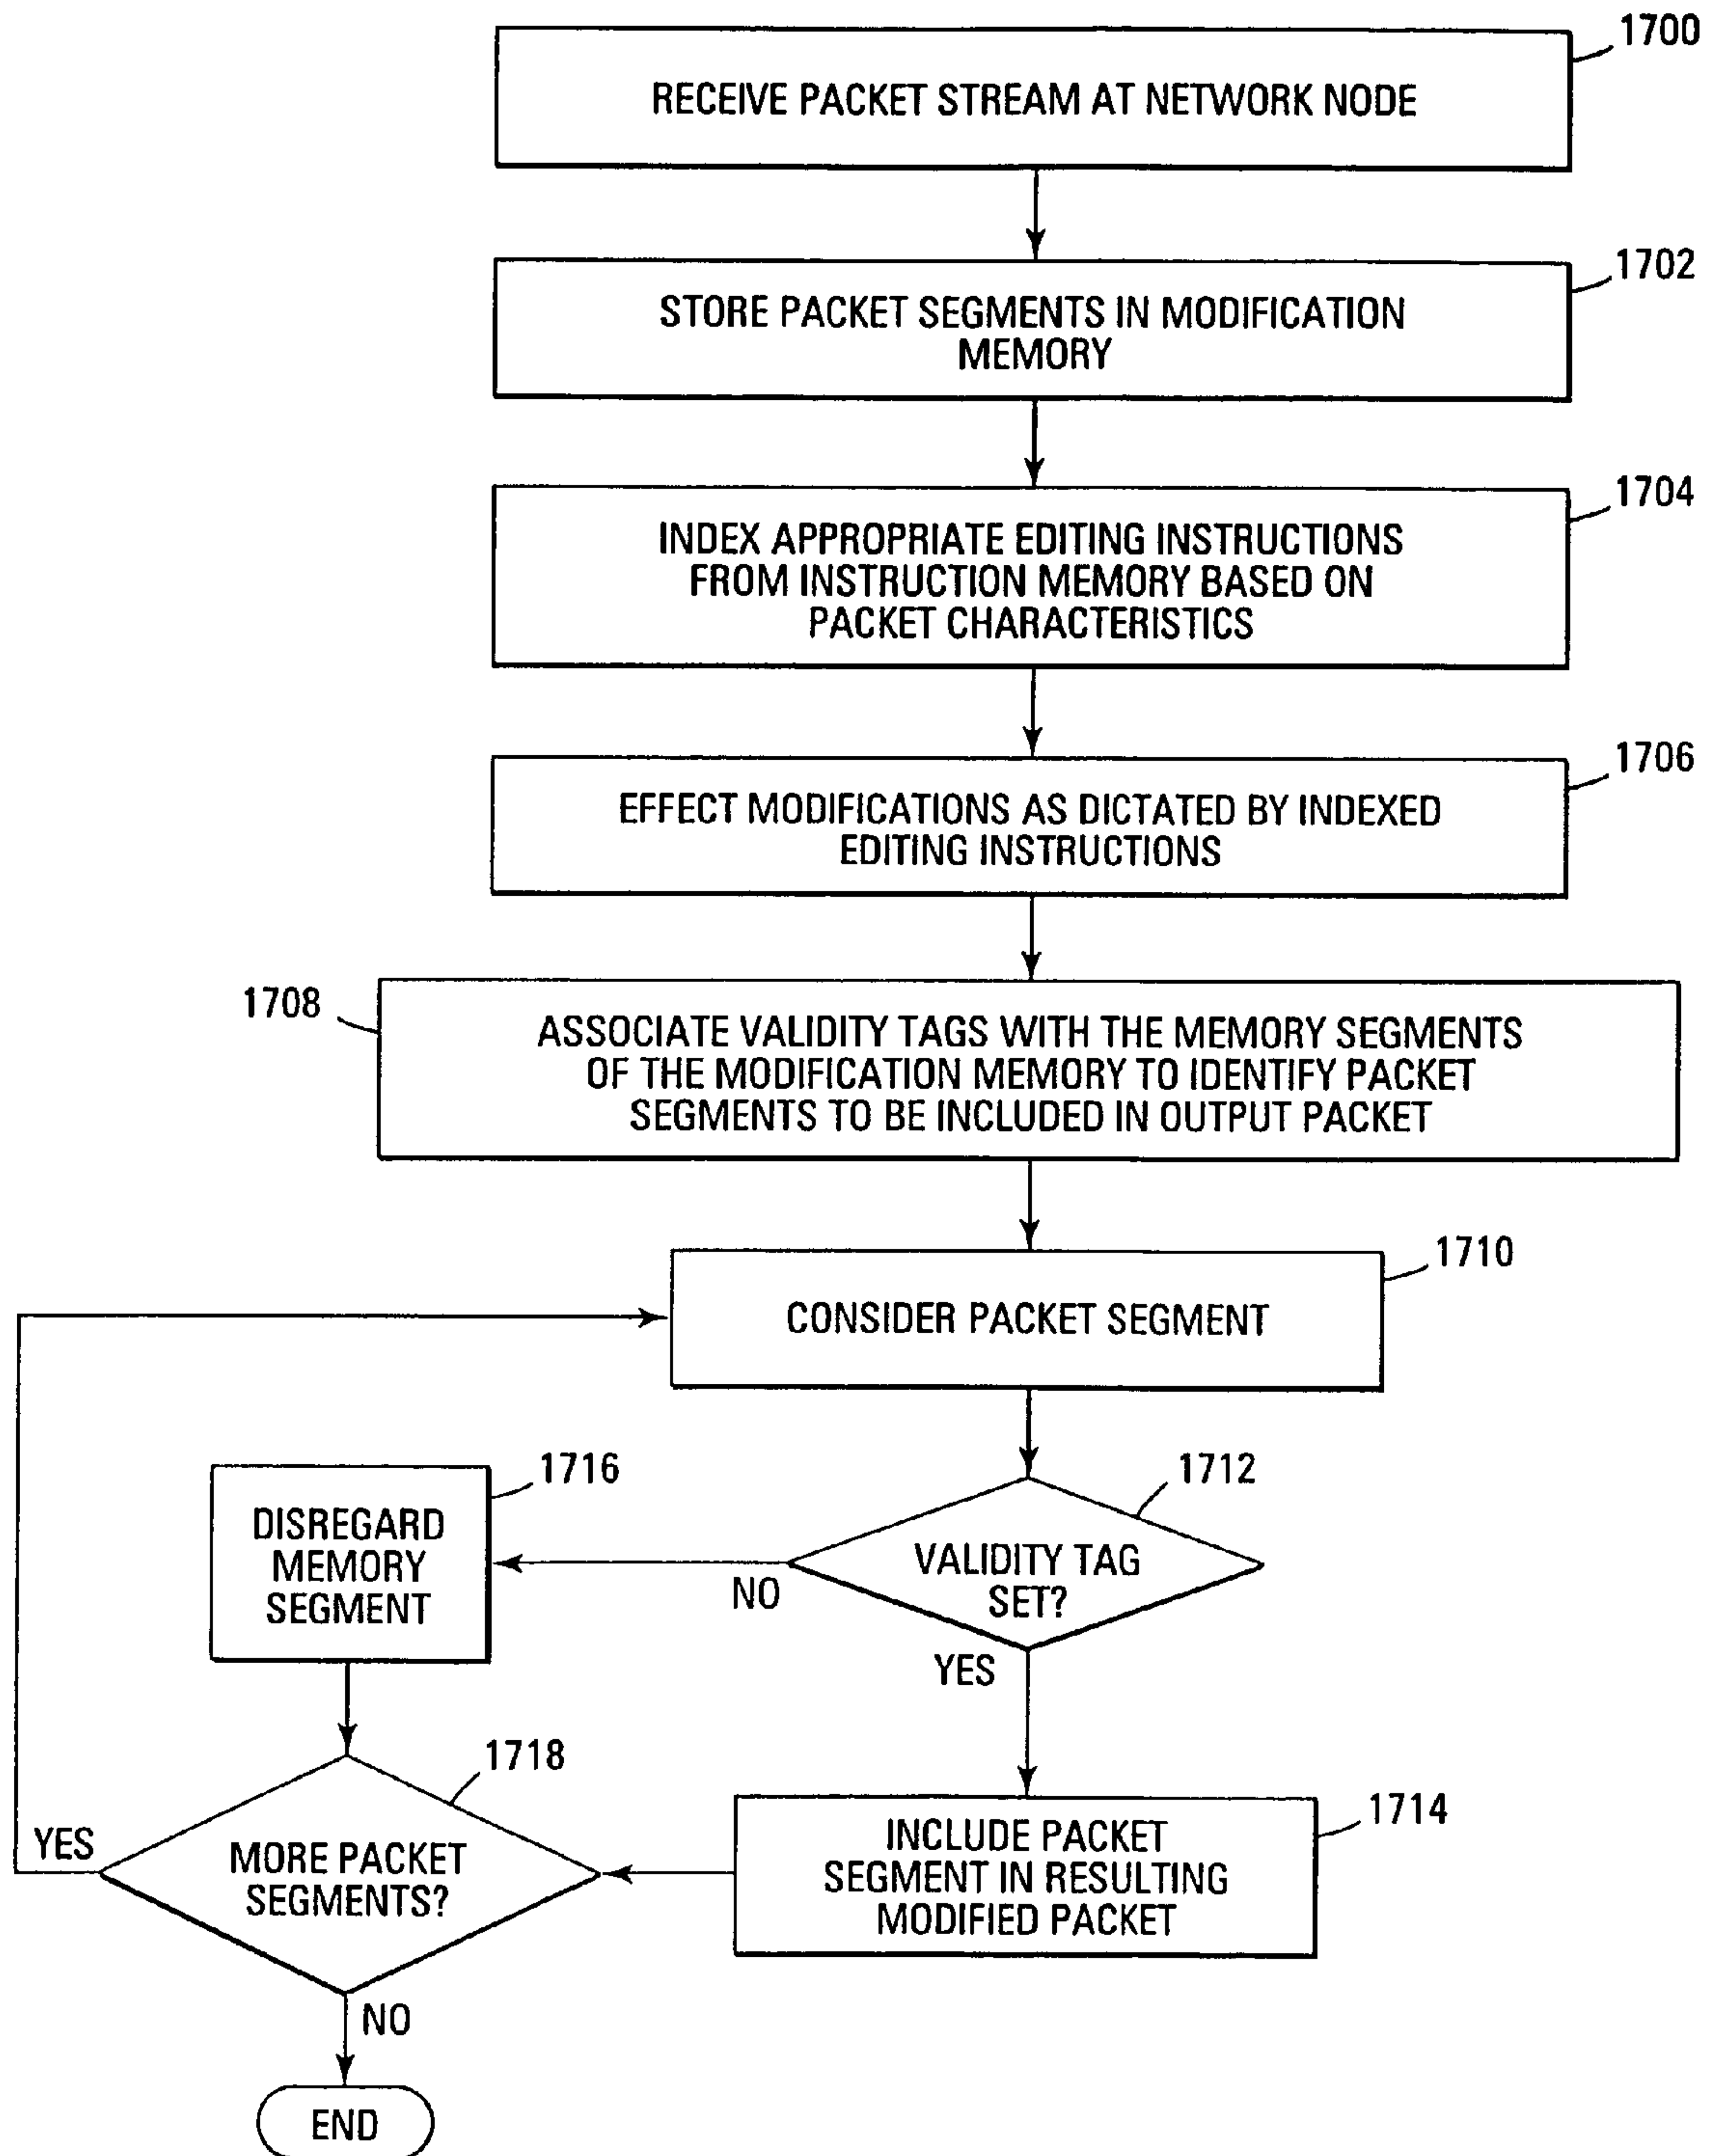 1700
RECEIVE PACKET STREAM AT NETWORK NODE
1702
STORE PACKET SEGMENTS IN MODIFICATION
MEMORY
1704
INDEX APPROPRIATE EDITING INSTRUCTIONS
FROM INSTRUCTION MEMORY BASED ON
PACKET CHARACTERISTICS
1706
EFFECT MODIFICATIONS AS DICTATED BY INDEXED
EDITING INSTRUCTIONS
1708
ASSOCIATE VALIDITY TAGS WITH THE MEMORY SEGMENTS
OF THE MODIFICATION MEMORY TO IDENTIFY PACKET
SEGMENTS TO BE INCLUDED IN OUTPUT PACKET
1710
CONSIDER PACKET SEGMENT
1712
VALIDITY TAG
SET?
NO
YES
1716
DISREGARD
MEMORY
SEGMENT
1714
INCLUDE PACKET
SEGMENT IN RESULTING
MODIFIED PACKET
1718
MORE PACKET
SEGMENTS?
YES
NO
END